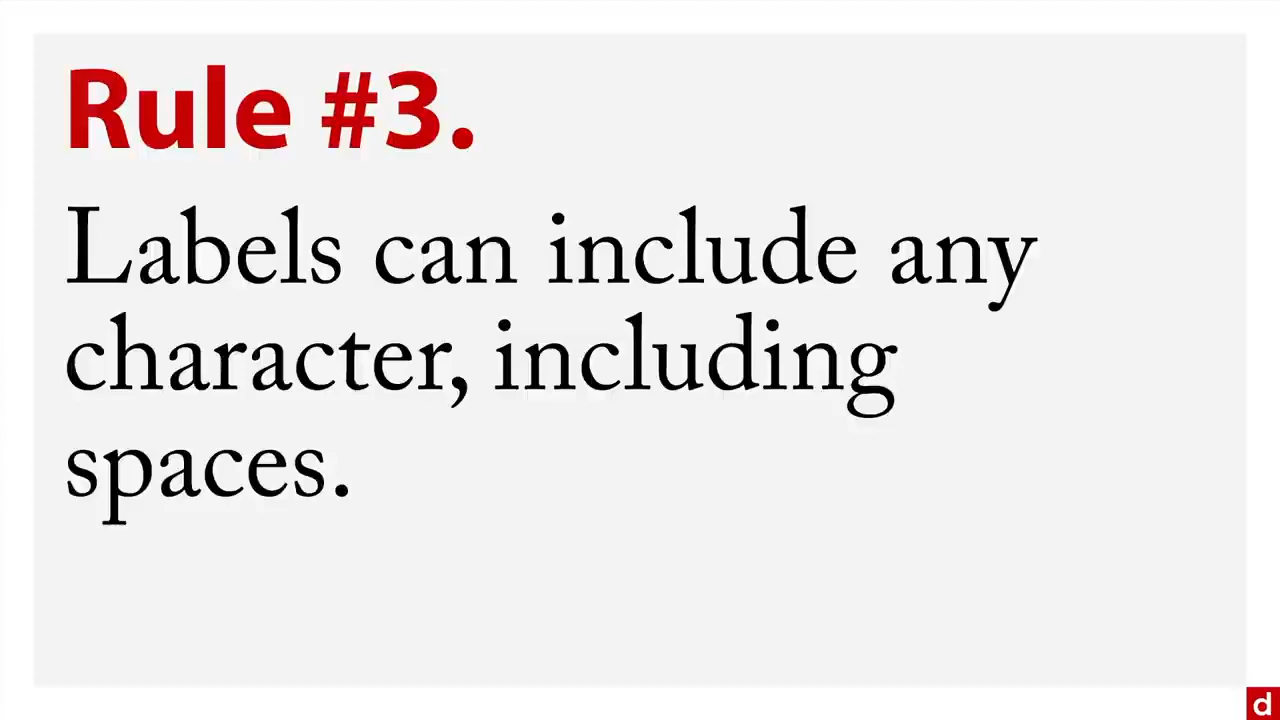 Rule #3.
Labels can include any
character, including
spaces.
d